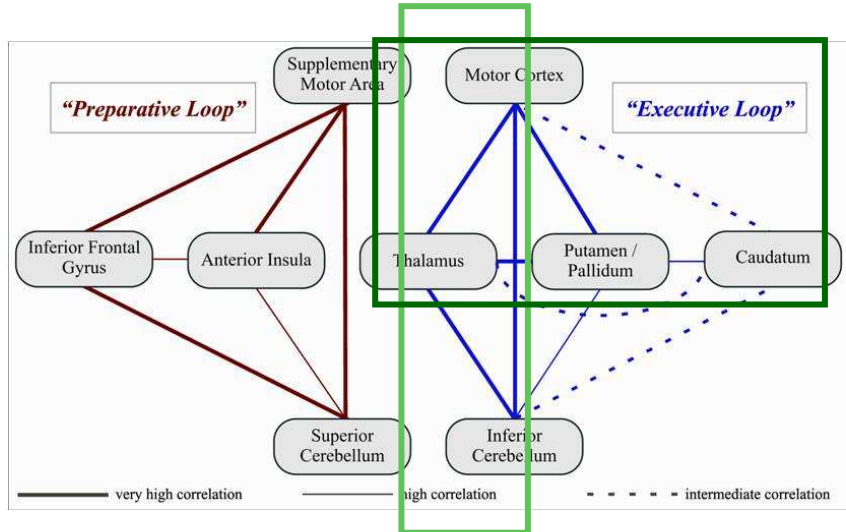 Supplementary
Motor Area
Motor Cortex
“Preparative Loop”
“Executive Loop”
Inferior Frontal
Gyrus
Anterior Insula
Thalamus
Putamen /
Pallidum
Caudatum
Superior
Cerebellum
Inferior
Cerebellum
very high correlation
high correlation
intermediate correlation